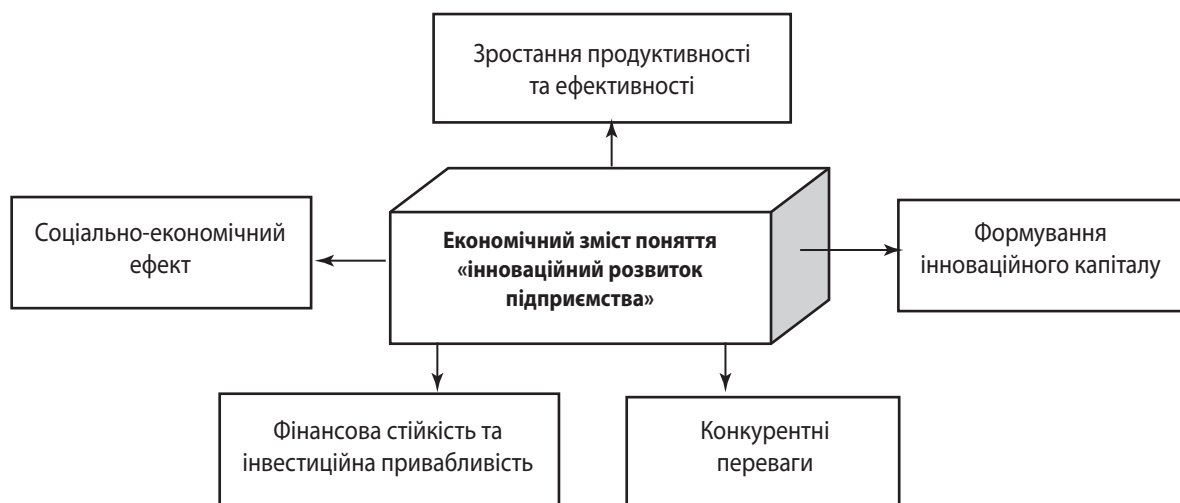 Зростання продуктивності
та ефективності
Соціально-економічний
ефект
Економічний зміст поняття
«інноваційний розвиток
підприємства»
Формування
інноваційного капіталу
Фінансова стійкість та
інвестиційна привабливість
Конкурентні
переваги